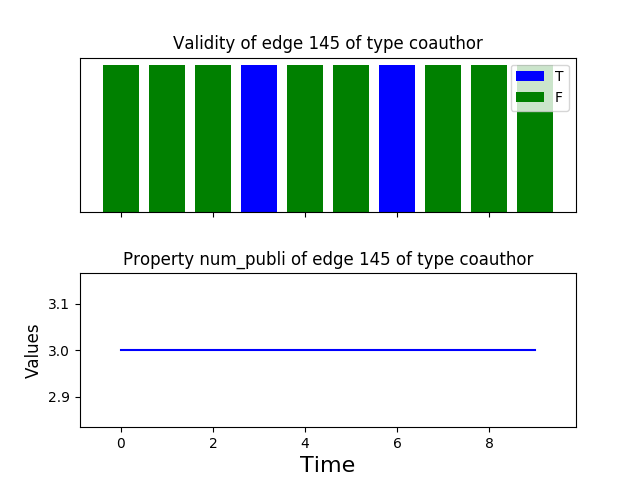 Validity of edge 145 of type coauthor
T
F
Property num_publi of edge 145 of type coauthor
3.1
3.0
2.9
Values
0 2 4 6 8
Time